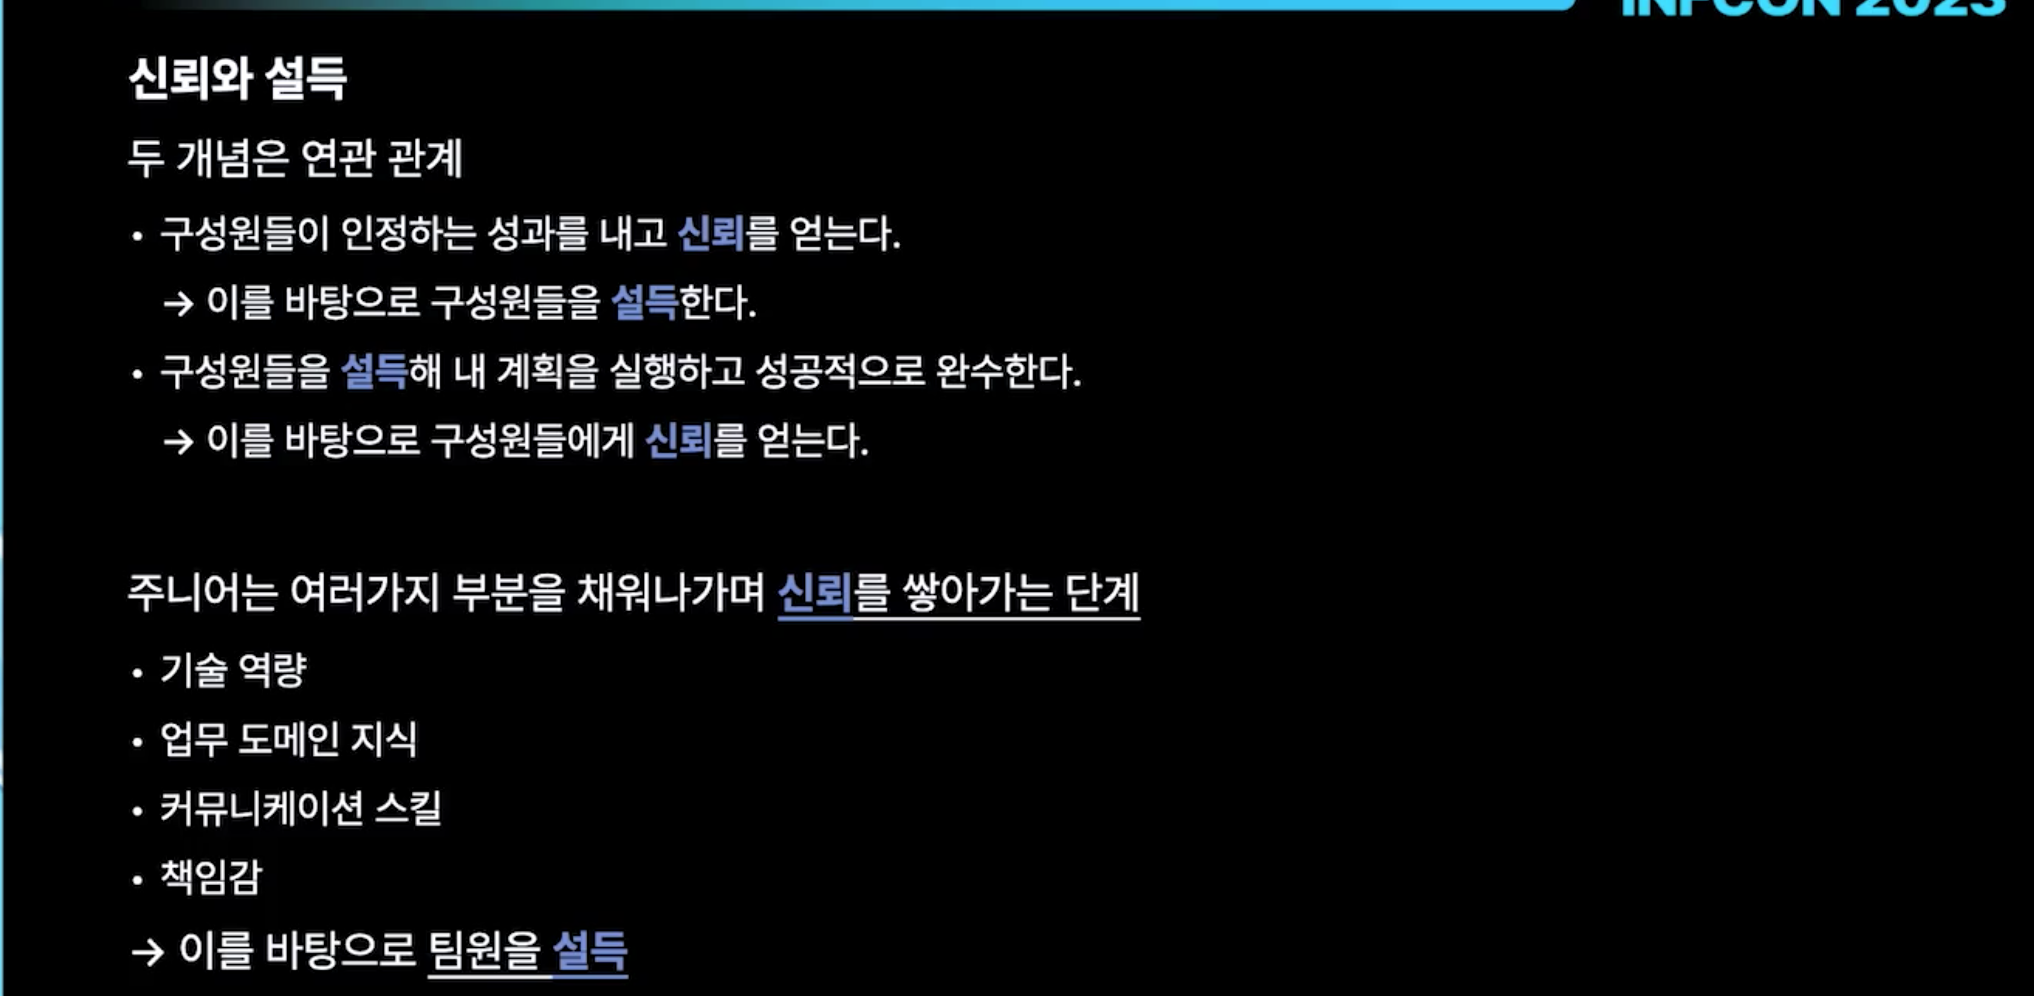 INFCON 2023
신뢰와 설득
두 개념은 연관 관계
• 구성원들이 인정하는 성과를 내고 신뢰를 얻는다.
→ 이를 바탕으로 구성원들을 설득한다.
• 구성원들을 설득해 내 계획을 실행하고 성공적으로 완수한다.
→ 이를 바탕으로 구성원들에게 신뢰를 얻는다.
주니어는 여러가지 부분을 채워나가며 신뢰를 쌓아가는 단계
• 기술 역량
• 업무 도메인 지식
• 커뮤니케이션 스킬
• 책임감
→ 이를 바탕으로 팀원을 설득